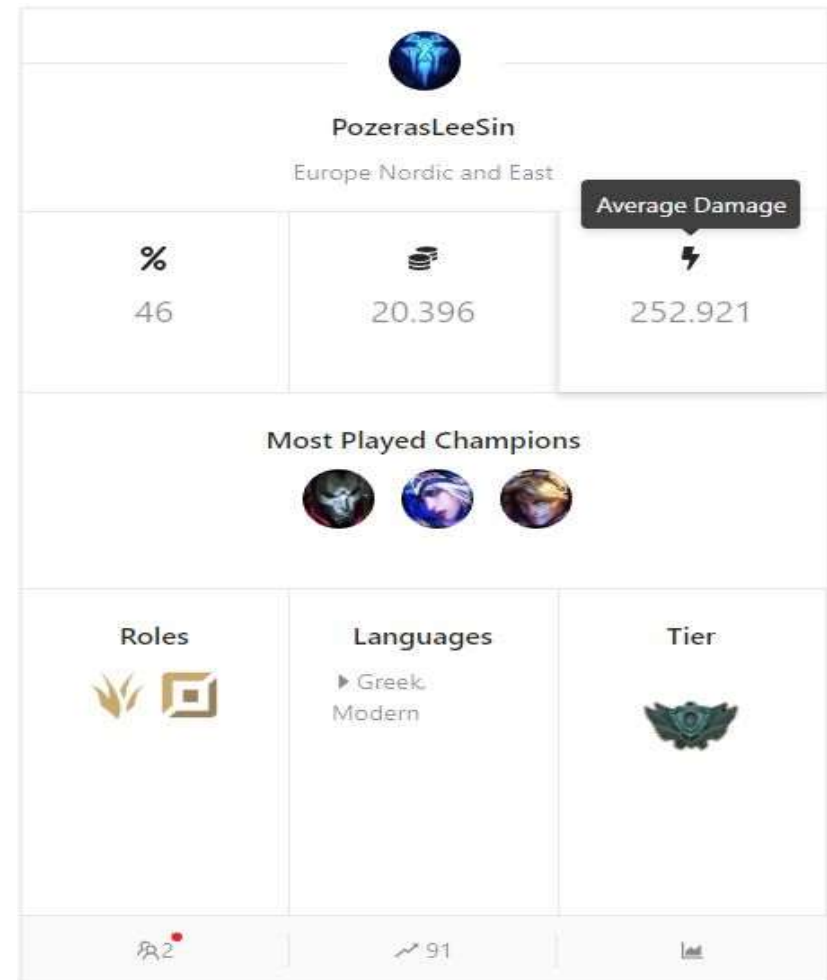 PozerasLeeSin
Europe Nordic and East
Average Damage
%
46
20.396
252.921
Most Played Champions
Roles
Languages
Tier
Greek,
Modern
2
91